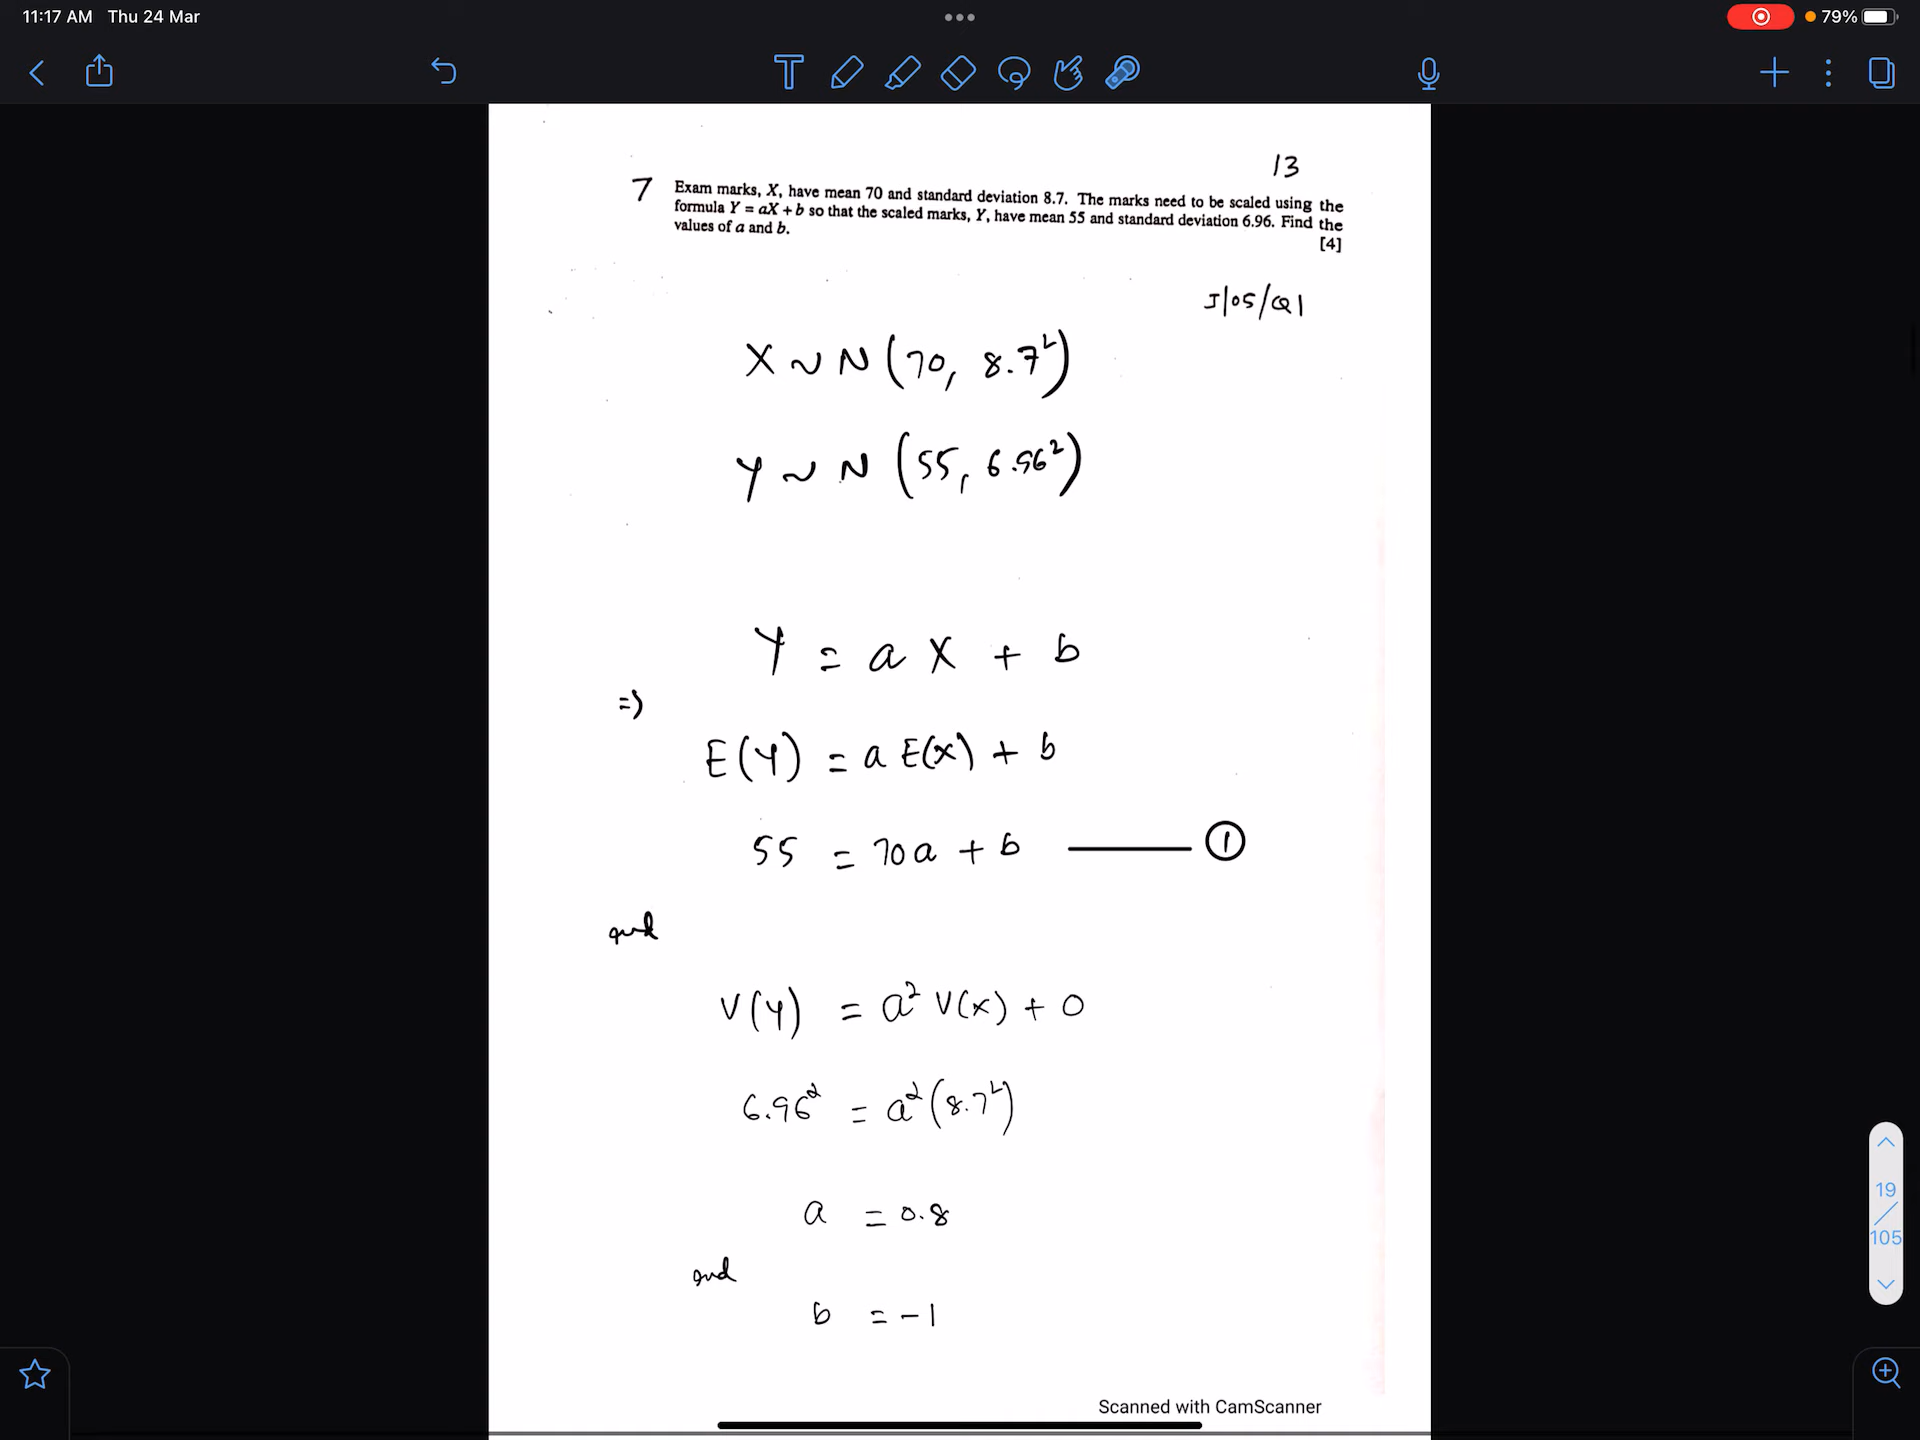 11:17 AM Thu 24 Mar
79%
13
7 Exam marks, X, have mean 70 and standard deviation 8.7. The marks need to be scaled using the
formula Y = aX + b so that the scaled marks, Y, have mean 55 and standard deviation 6.96. Find the
values of a and b. [4]
J/05/Q1
X ~ N (70, 8.7²)
Y ~ N (55, 6.96²)
Y = a X + b
=>
E(Y) = a E(X) + b
55 = 70a + b —— ①
and
V(Y) = a² V(X) + 0
6.96² = a² (8.7²)
a = 0.8
and
b = -1
19
/
105
Scanned with CamScanner